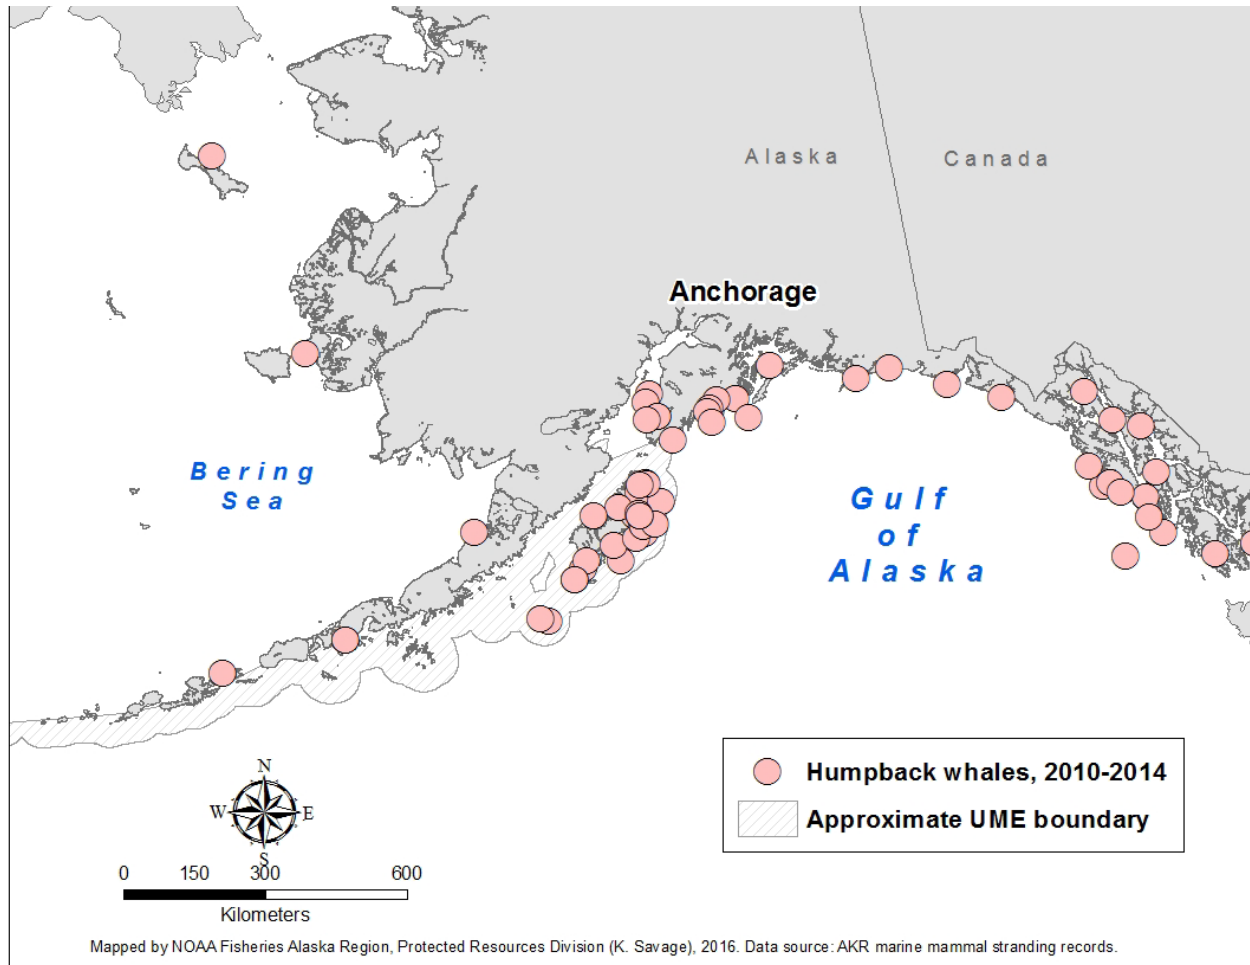 Alaska
Canada
Anchorage
Bering
Sea
Gulf
of
Alaska
N
W
E
S
Humpback whales, 2010-2014
Approximate UME boundary
0 150 300 600
Kilometers
Mapped by NOAA Fisheries Alaska Region, Protected Resources Division (K. Savage), 2016. Data source: AKR marine mammal stranding records.